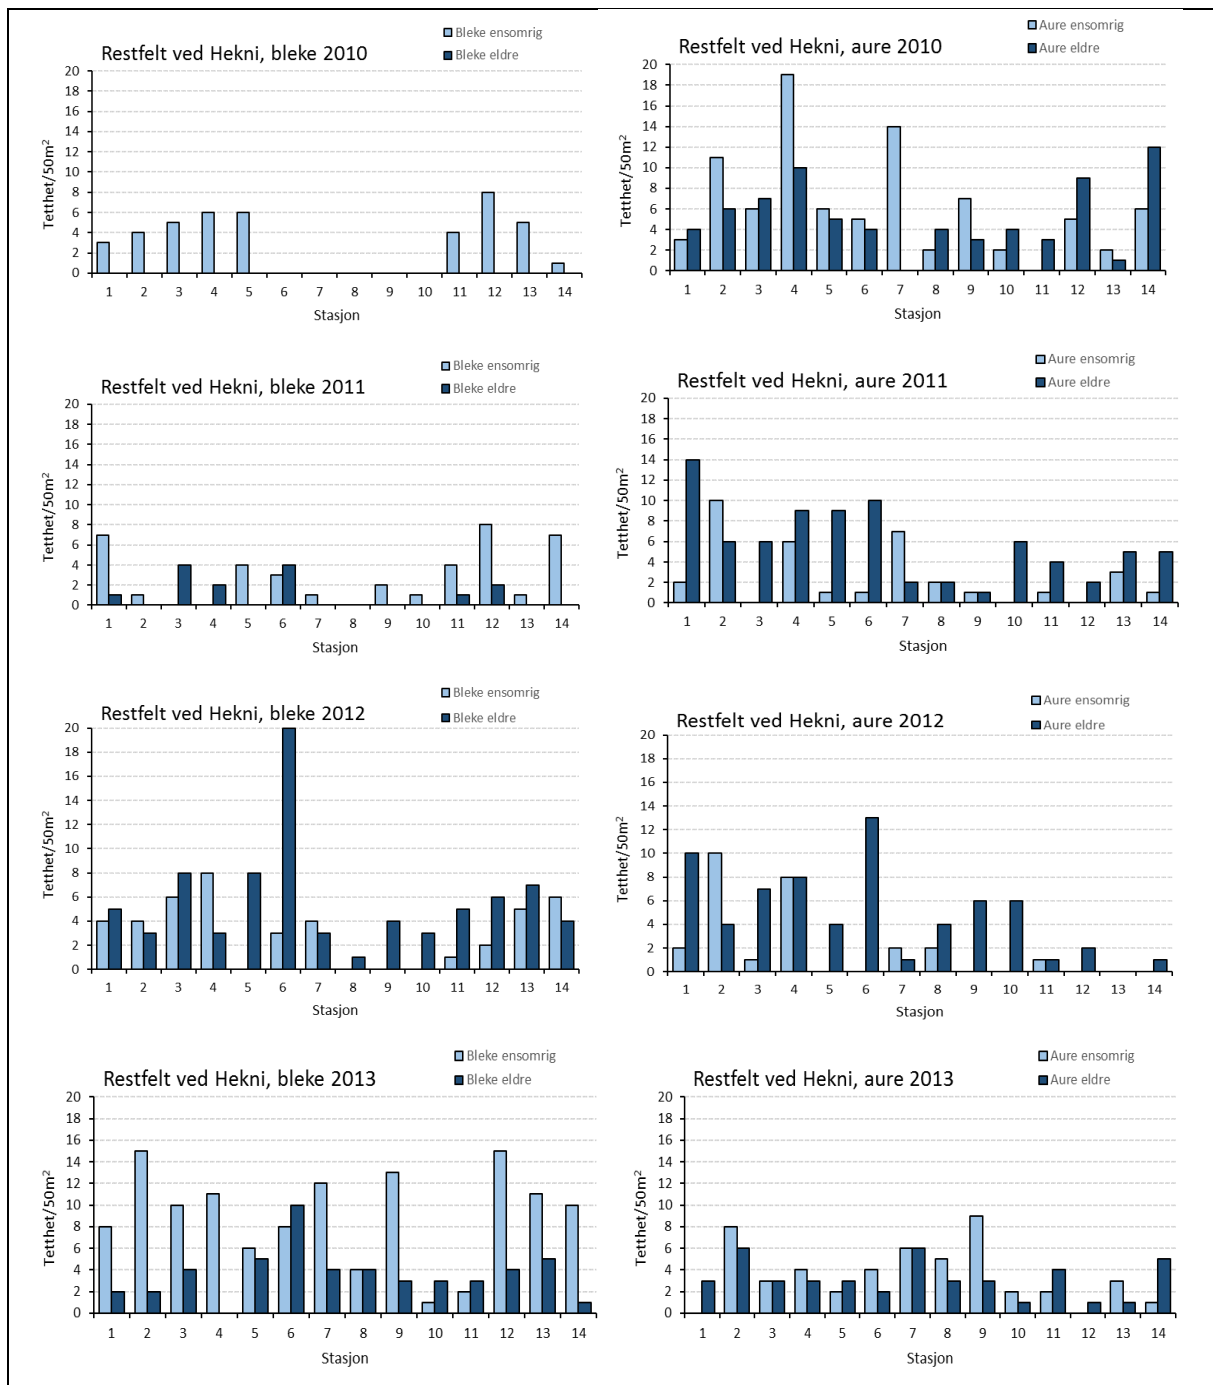 Restfelt ved Hekni, bleke 2010
Bleke ensomrig
Bleke eldre
Tetthet/50m²
20
18
16
14
12
10
8
6
4
2
0
1 2 3 4 5 6 7 8 9 10 11 12 13 14
Stasjon
Restfelt ved Hekni, aure 2010
Aure ensomrig
Aure eldre
Tetthet/50m²
20
18
16
14
12
10
8
6
4
2
0
1 2 3 4 5 6 7 8 9 10 11 12 13 14
Stasjon
Restfelt ved Hekni, bleke 2011
Bleke ensomrig
Bleke eldre
Tetthet/50m²
20
18
16
14
12
10
8
6
4
2
0
1 2 3 4 5 6 7 8 9 10 11 12 13 14
Stasjon
Restfelt ved Hekni, aure 2011
Aure ensomrig
Aure eldre
Tetthet/50m²
20
18
16
14
12
10
8
6
4
2
0
1 2 3 4 5 6 7 8 9 10 11 12 13 14
Stasjon
Restfelt ved Hekni, bleke 2012
Bleke ensomrig
Bleke eldre
Tetthet/50m²
20
18
16
14
12
10
8
6
4
2
0
1 2 3 4 5 6 7 8 9 10 11 12 13 14
Stasjon
Restfelt ved Hekni, aure 2012
Aure ensomrig
Aure eldre
Tetthet/50m²
20
18
16
14
12
10
8
6
4
2
0
1 2 3 4 5 6 7 8 9 10 11 12 13 14
Stasjon
Restfelt ved Hekni, bleke 2013
Bleke ensomrig
Bleke eldre
Tetthet/50m²
20
18
16
14
12
10
8
6
4
2
0
1 2 3 4 5 6 7 8 9 10 11 12 13 14
Stasjon
Restfelt ved Hekni, aure 2013
Aure ensomrig
Aure eldre
Tetthet/50m²
20
18
16
14
12
10
8
6
4
2
0
1 2 3 4 5 6 7 8 9 10 11 12 13 14
Stasjon